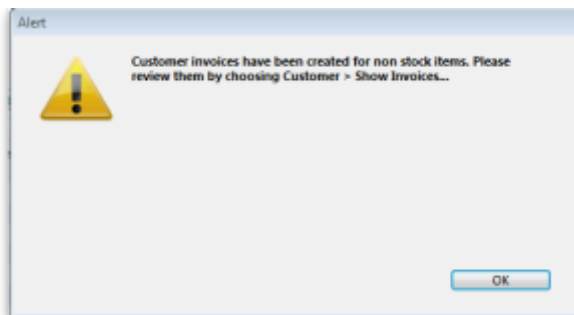 Alert
Customer invoices have been created for non stock items. Please
review them by choosing Customer > Show Invoices...
OK